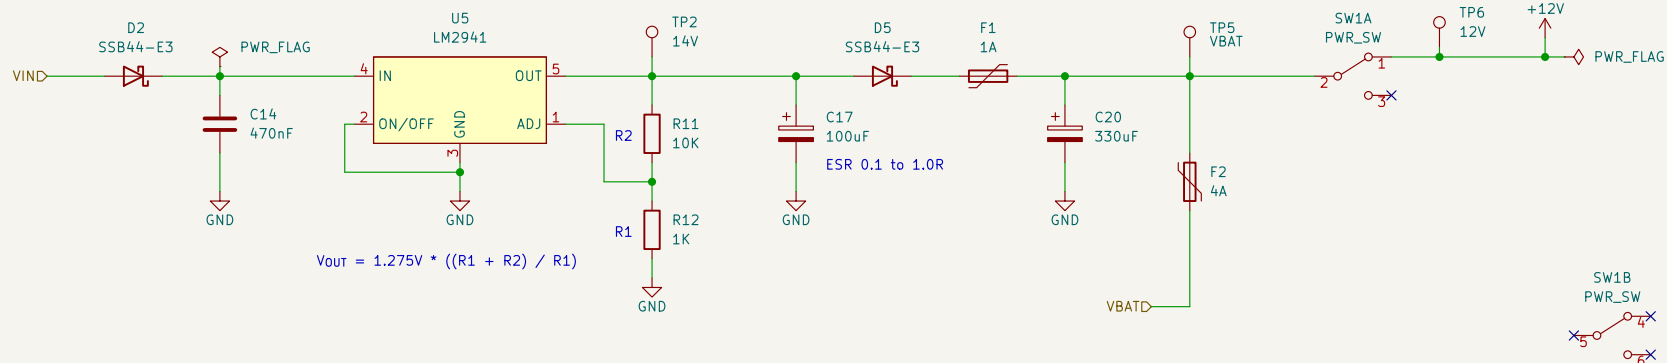 D2
SSB44-E3
VIN
PWR_FLAG
C14
470nF
GND
U5
LM2941
4
IN
OUT
5
2
ON/OFF
GND
ADJ
1
3
GND
VOUT = 1.275V * ((R1 + R2) / R1)
TP2
14V
R2
R11
10K
R1
R12
1K
GND
C17
100uF
ESR 0.1 to 1.0R
GND
D5
SSB44-E3
F1
1A
C20
330uF
GND
TP5
VBAT
F2
4A
VBAT
SW1A
PWR_SW
2
1
3
TP6
12V
+12V
PWR_FLAG
SW1B
PWR_SW
5
4
6